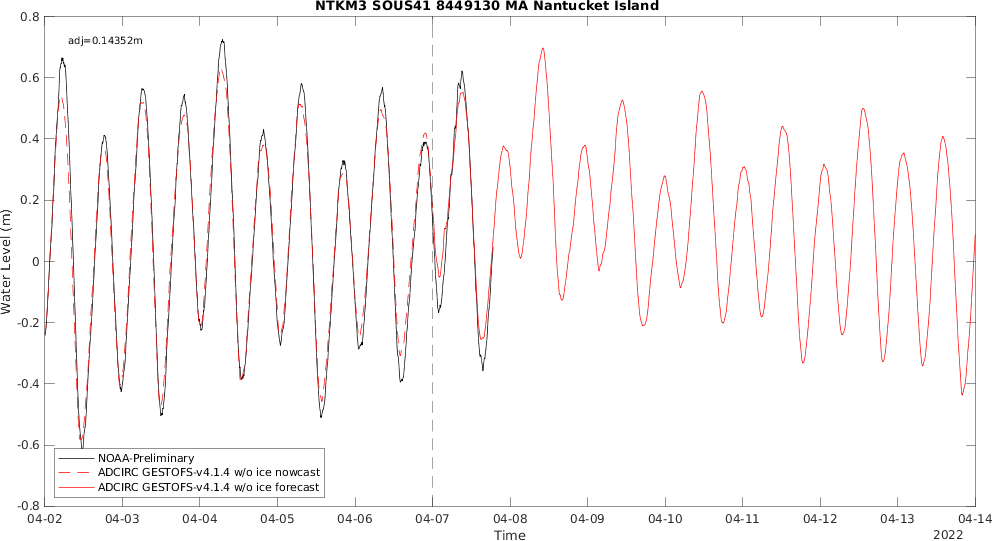 NTKM3 SOUS41 8449130 MA Nantucket Island
adj=0.14352m
Water Level (m)
0.8
0.6
0.4
0.2
0
-0.2
-0.4
-0.6
-0.8
NOAA-Preliminary
ADCIRC GESTOFS-v4.1.4 w/o ice nowcast
ADCIRC GESTOFS-v4.1.4 w/o ice forecast
04-02 04-03 04-04 04-05 04-06 04-07 04-08 04-09 04-10 04-11 04-12 04-13 04-14
Time
2022